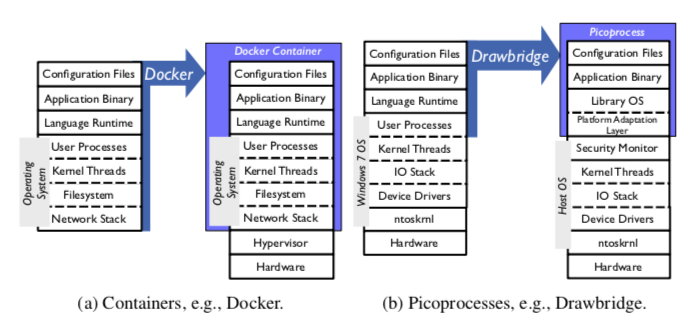 Docker
Configuration Files
Application Binary
Language Runtime
User Processes
Kernel Threads
Filesystem
Network Stack
Operating
System
Docker Container
Configuration Files
Application Binary
Language Runtime
User Processes
Kernel Threads
Filesystem
Network Stack
Hypervisor
Hardware
Operating
System
(a) Containers, e.g., Docker.
Drawbridge
Configuration Files
Application Binary
Language Runtime
User Processes
Kernel Threads
IO Stack
Device Drivers
ntoskrnl
Hardware
Windows 7 OS
Picoprocess
Configuration Files
Application Binary
Library OS
Platform Adaptation
Layer
Security Monitor
Kernel Threads
IO Stack
Device Drivers
ntoskrnl
Hardware
Host OS
(b) Picoprocesses, e.g., Drawbridge.